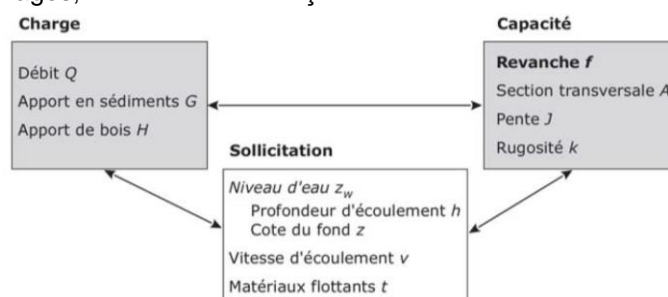 Charge
Capacité
Débit Q
Apport en sédiments G
Apport de bois H
Revanche f
Section transversale A
Pente J
Rugosité k
Sollicitation
Niveau d'eau z_w
Profondeur d'écoulement h
Cote du fond z
Vitesse d'écoulement v
Matériaux flottants t